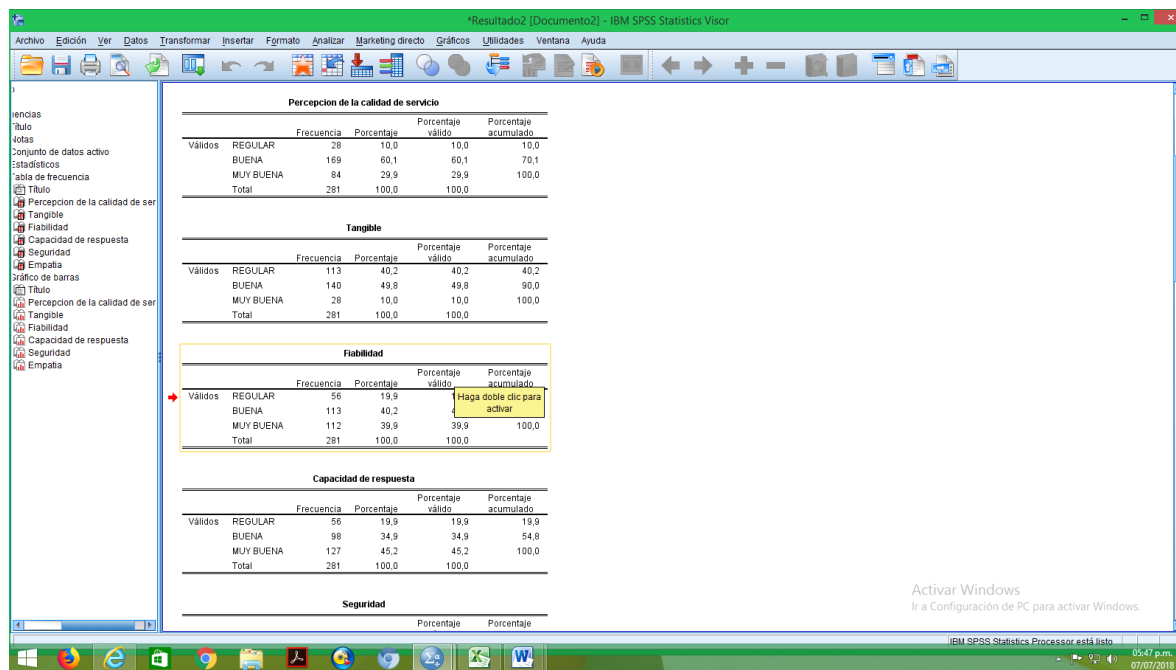 *Resultado2 [Documento2] - IBM SPSS Statistics Visor
Archivo Edición Ver Datos Transformar Insertar Formato Analizar Marketing directo Gráficos Utilidades Ventana Ayuda
Notas
Conjunto de datos activo
Estadísticos
Tabla de frecuencia
Título
Percepcion de la calidad de ser
Tangible
Fiabilidad
Capacidad de respuesta
Seguridad
Empatia
Gráfico de barras
Título
Percepcion de la calidad de ser
Tangible
Fiabilidad
Capacidad de respuesta
Seguridad
Empatia
Percepcion de la calidad de servicio
Frecuencia Porcentaje Porcentaje válido Porcentaje acumulado
Válidos REGULAR 28 10,0 10,0 10,0
BUENA 169 60,1 60,1 70,1
MUY BUENA 84 29,9 29,9 100,0
Total 281 100,0 100,0
Tangible
Frecuencia Porcentaje Porcentaje válido Porcentaje acumulado
Válidos REGULAR 113 40,2 40,2 40,2
BUENA 140 49,8 49,8 90,0
MUY BUENA 28 10,0 10,0 100,0
Total 281 100,0 100,0
Fiabilidad
Frecuencia Porcentaje Porcentaje válido Porcentaje acumulado
Válidos REGULAR 56 19,9
BUENA 113 40,2
MUY BUENA 112 39,9 39,9 100,0
Total 281 100,0 100,0
Haga doble clic para
activar
Capacidad de respuesta
Frecuencia Porcentaje Porcentaje válido Porcentaje acumulado
Válidos REGULAR 56 19,9 19,9 19,9
BUENA 98 34,9 34,9 54,8
MUY BUENA 127 45,2 45,2 100,0
Total 281 100,0 100,0
Seguridad
Porcentaje Porcentaje
Activar Windows
Ir a Configuración de PC para activar Windows.
IBM SPSS Statistics Processor está listo
05:47 p.m.
07/07/2018